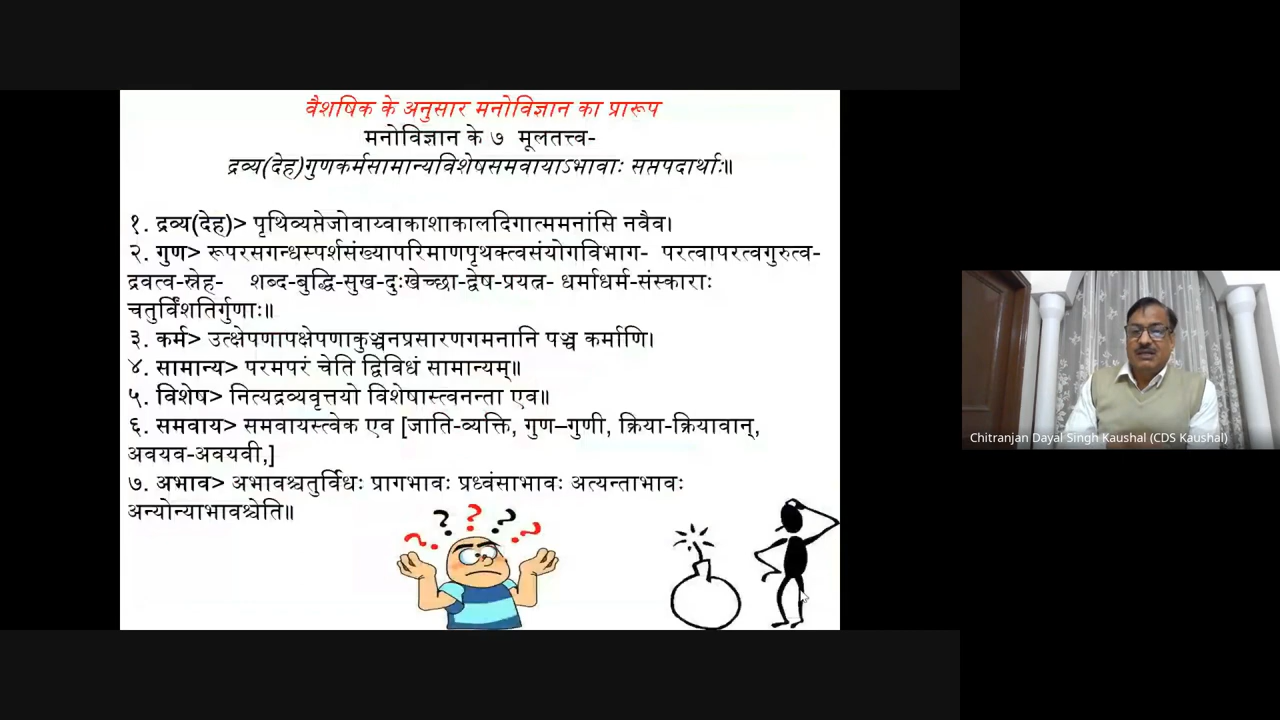 वैशषिक के अनुसार मनोविज्ञान का प्रारूप
मनोविज्ञान के ७ मूलतत्त्व-
द्रव्य(देह)गुणकर्मसामान्यविशेषसमवायाऽभावाः सप्तपदार्थाः॥
१. द्रव्य(देह)> पृथिव्यप्तेजोवाय्वाकाशाकालदिगात्ममनांसि नवैव।
२. गुण> रूपरसगन्धस्पर्शसंख्यापरिमाणपृथक्त्वसंयोगविभाग- परत्वापरत्वगुरुत्व-
द्रवत्व-स्नेह- शब्द-बुद्धि-सुख-दुःखेच्छा-द्वेष-प्रयत्न- धर्माधर्म-संस्काराः
चतुर्विंशतिर्गुणाः॥
३. कर्म> उत्क्षेपणापक्षेपणाकुञ्चनप्रसारणगमनानि पञ्च कर्माणि।
४. सामान्य> परमपरं चेति द्विविधं सामान्यम्॥
५. विशेष> नित्यद्रव्यवृत्तयो विशेषास्त्वनन्ता एव॥
६. समवाय> समवायस्त्वेक एव [जाति-व्यक्ति, गुण–गुणी, क्रिया-क्रियावान्,
अवयव-अवयवी,]
७. अभाव> अभावश्चतुर्विधः प्रागभावः प्रध्वंसाभावः अत्यन्ताभावः
अन्योन्याभावश्चेति॥
? ? ? ? ?
Chitranjan Dayal Singh Kaushal (CDS Kaushal)